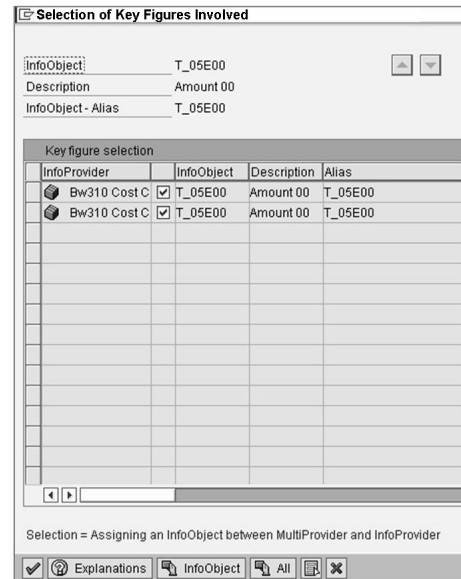 Selection of Key Figures Involved
InfoObject T_05E00
Description Amount 00
InfoObject - Alias T_05E00
Key figure selection
InfoProvider InfoObject Description Alias
Bw310 Cost C T_05E00 Amount 00 T_05E00
Bw310 Cost C T_05E00 Amount 00 T_05E00
Selection = Assigning an InfoObject between MultiProvider and InfoProvider
Explanations InfoObject All